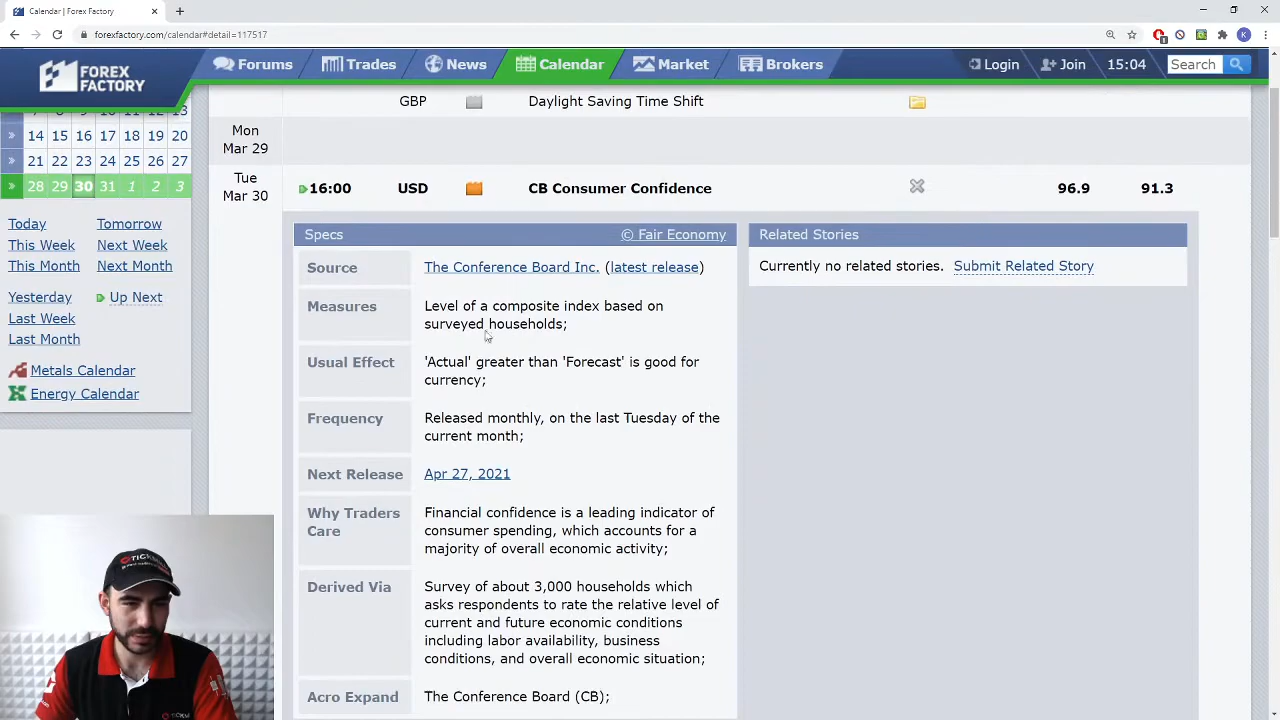 Calendar | Forex Factory
forexfactory.com/calendar#detail=117517
FOREX
FACTORY
Forums
Trades
News
Calendar
Market
Brokers
Login
Join
15:04
Search
14 15 16 17 18 19 20
21 22 23 24 25 26 27
28 29 30 31 1 2 3
Today Tomorrow
This Week Next Week
This Month Next Month
Yesterday Up Next
Last Week
Last Month
Metals Calendar
Energy Calendar
GBP Daylight Saving Time Shift
Mon
Mar 29
Tue
Mar 30
16:00 USD CB Consumer Confidence 96.9 91.3
Specs © Fair Economy
Source The Conference Board Inc. (latest release)
Measures Level of a composite index based on
surveyed households;
Usual Effect 'Actual' greater than 'Forecast' is good for
currency;
Frequency Released monthly, on the last Tuesday of the
current month;
Next Release Apr 27, 2021
Why Traders
Care
Financial confidence is a leading indicator of
consumer spending, which accounts for a
majority of overall economic activity;
Derived Via Survey of about 3,000 households which
asks respondents to rate the relative level of
current and future economic conditions
including labor availability, business
conditions, and overall economic situation;
Acro Expand The Conference Board (CB);
Related Stories
Currently no related stories. Submit Related Story